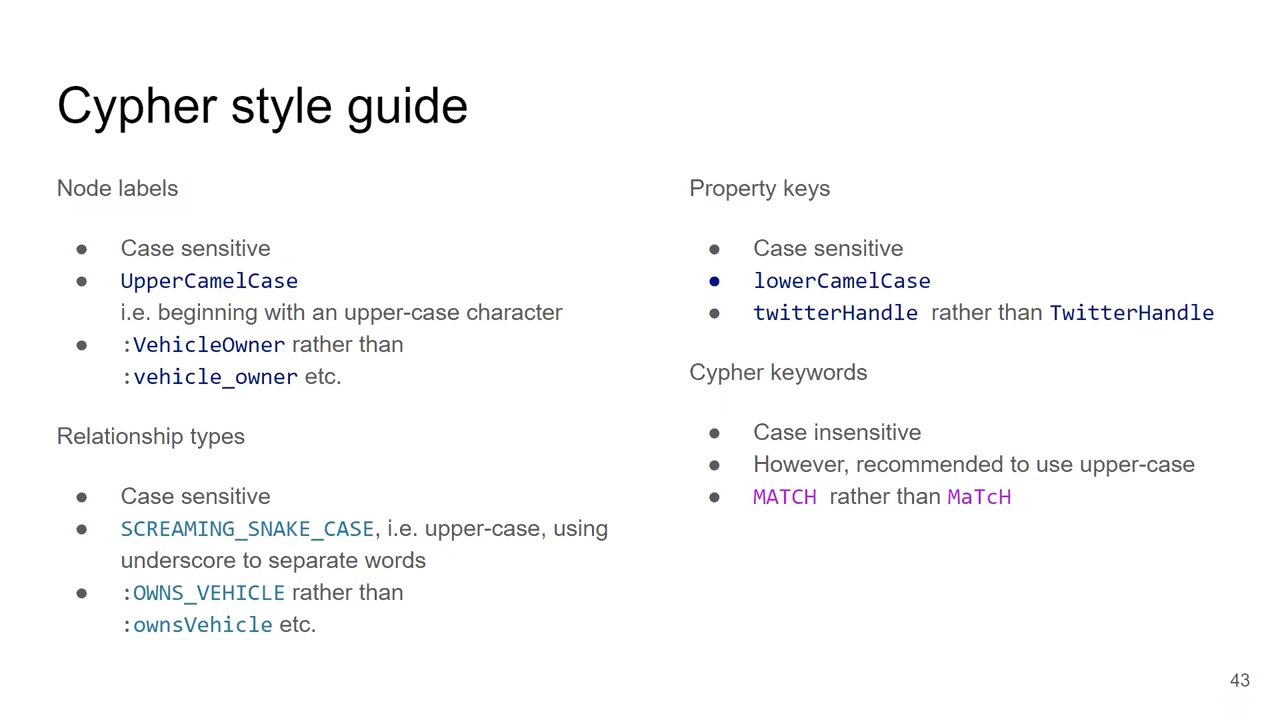 Cypher style guide
Node labels
● Case sensitive
● UpperCamelCase
i.e. beginning with an upper-case character
● :VehicleOwner rather than
:vehicle_owner etc.
Relationship types
● Case sensitive
● SCREAMING_SNAKE_CASE, i.e. upper-case, using
underscore to separate words
● :OWNS_VEHICLE rather than
:ownsVehicle etc.
Property keys
● Case sensitive
● lowerCamelCase
● twitterHandle rather than TwitterHandle
Cypher keywords
● Case insensitive
● However, recommended to use upper-case
● MATCH rather than MaTcH
43